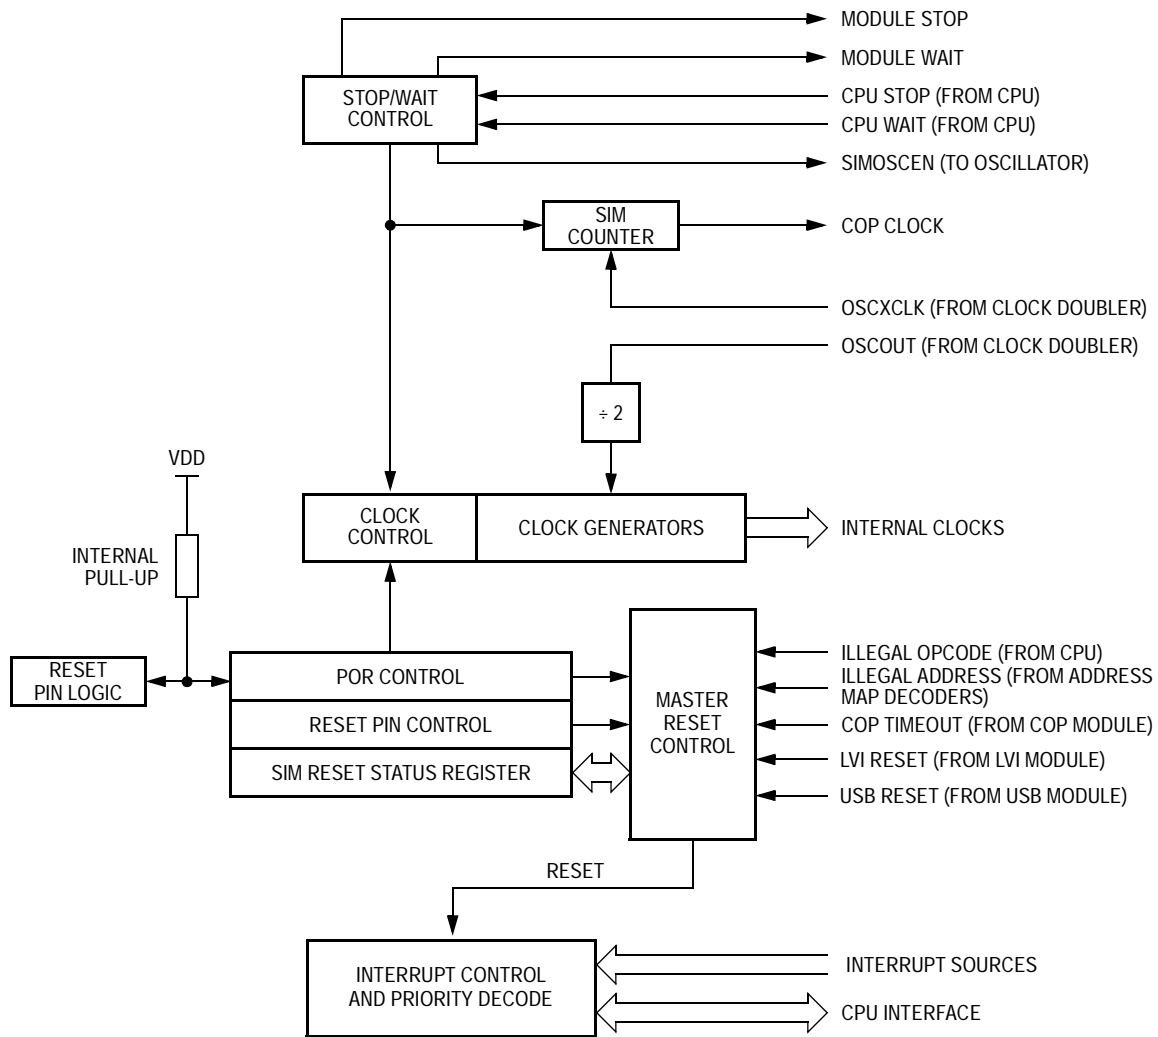 MODULE STOP
MODULE WAIT
STOP/WAIT
CONTROL
CPU STOP (FROM CPU)
CPU WAIT (FROM CPU)
SIMOSCEN (TO OSCILLATOR)
SIM
COUNTER
COP CLOCK
OSCXCLK (FROM CLOCK DOUBLER)
OSCOUT (FROM CLOCK DOUBLER)
÷ 2
VDD
CLOCK
CONTROL
CLOCK GENERATORS
INTERNAL CLOCKS
INTERNAL
PULL-UP
RESET
PIN LOGIC
POR CONTROL
RESET PIN CONTROL
SIM RESET STATUS REGISTER
MASTER
RESET
CONTROL
ILLEGAL OPCODE (FROM CPU)
ILLEGAL ADDRESS (FROM ADDRESS
MAP DECODERS)
COP TIMEOUT (FROM COP MODULE)
LVI RESET (FROM LVI MODULE)
USB RESET (FROM USB MODULE)
RESET
INTERRUPT CONTROL
AND PRIORITY DECODE
INTERRUPT SOURCES
CPU INTERFACE